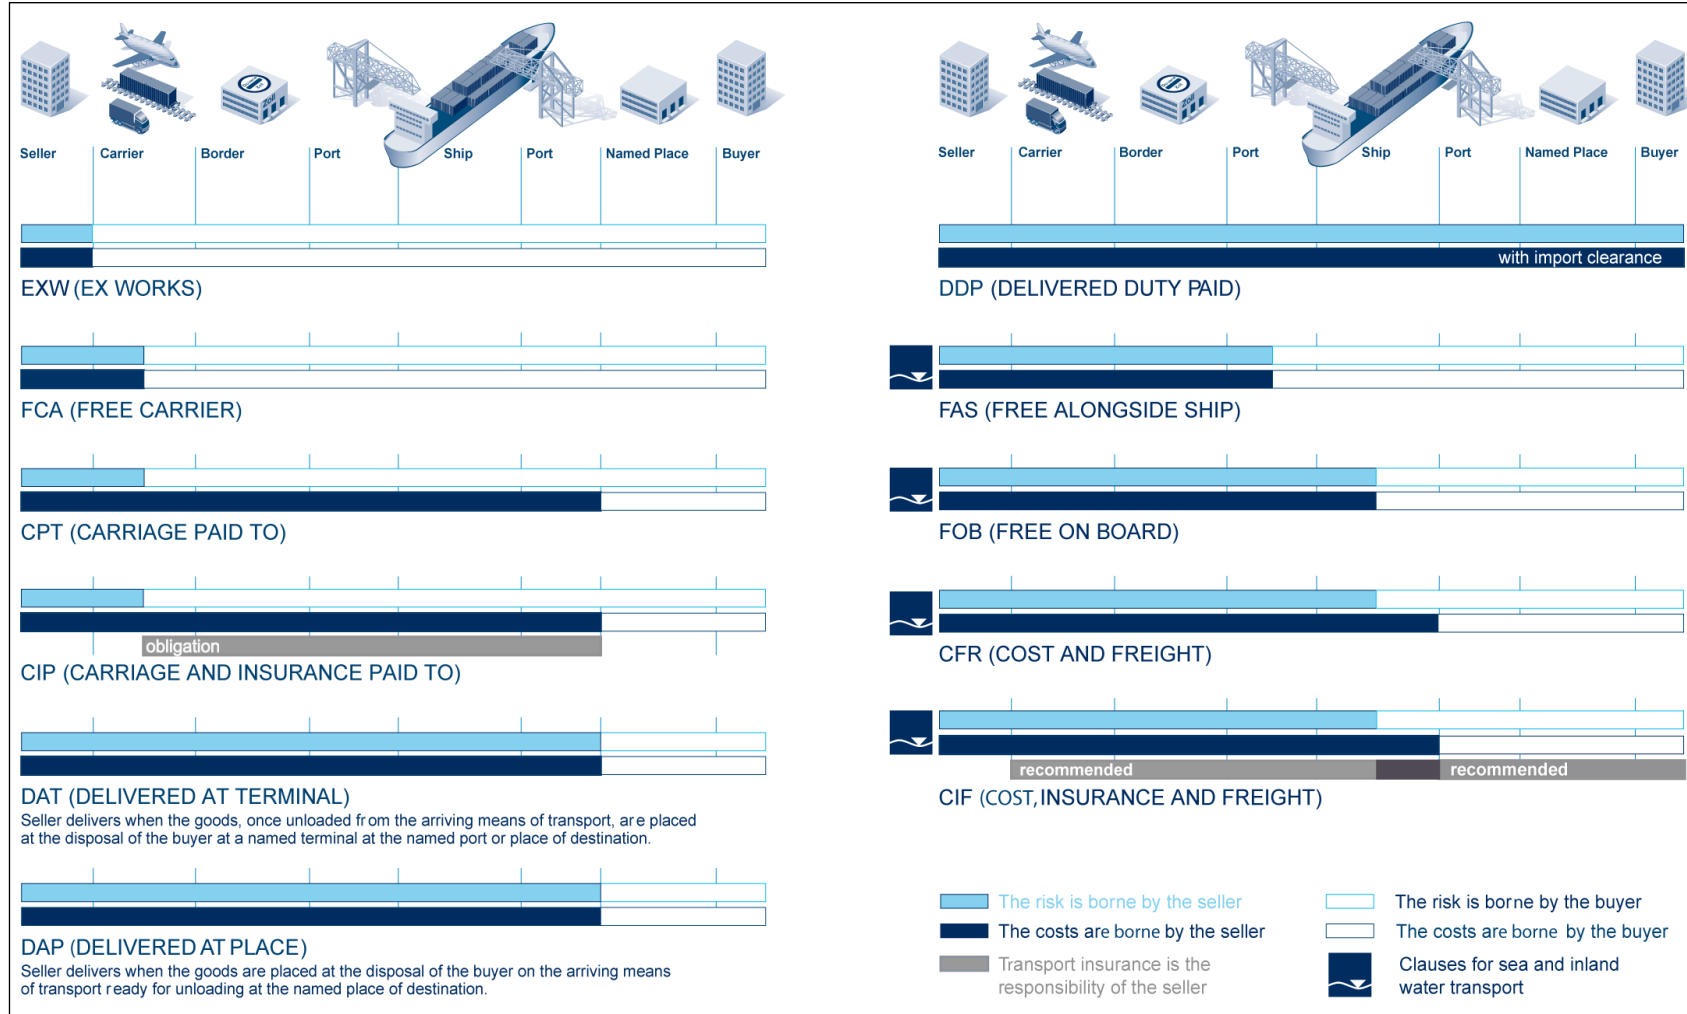 Zoll
Seller Carrier Border Port Ship Port Named Place Buyer
EXW (EX WORKS)
FCA (FREE CARRIER)
CPT (CARRIAGE PAID TO)
obligation
CIP (CARRIAGE AND INSURANCE PAID TO)
DAT (DELIVERED AT TERMINAL)
Seller delivers when the goods, once unloaded from the arriving means of transport, are placed
at the disposal of the buyer at a named terminal at the named port or place of destination.
DAP (DELIVERED AT PLACE)
Seller delivers when the goods are placed at the disposal of the buyer on the arriving means
of transport ready for unloading at the named place of destination.
Zoll
Seller Carrier Border Port Ship Port Named Place Buyer
with import clearance
DDP (DELIVERED DUTY PAID)
FAS (FREE ALONGSIDE SHIP)
FOB (FREE ON BOARD)
CFR (COST AND FREIGHT)
recommended recommended
CIF (COST, INSURANCE AND FREIGHT)
The risk is borne by the seller
The costs are borne by the seller
Transport insurance is the
responsibility of the seller
The risk is borne by the buyer
The costs are borne by the buyer
Clauses for sea and inland
water transport